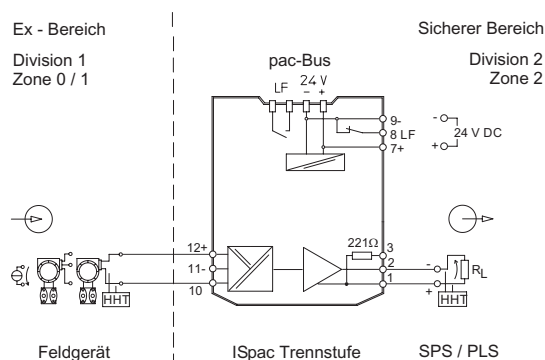 Ex - Bereich
Sicherer Bereich
Division 1
Zone 0 / 1
Division 2
Zone 2
pac-Bus
LF
24 V
- +
9-
8 LF
7+
-
+
24 V DC
12+
11-
10
221Ω
3
2
1
-
+
RL
HHT
HHT
Feldgerät
ISpac Trennstufe
SPS / PLS